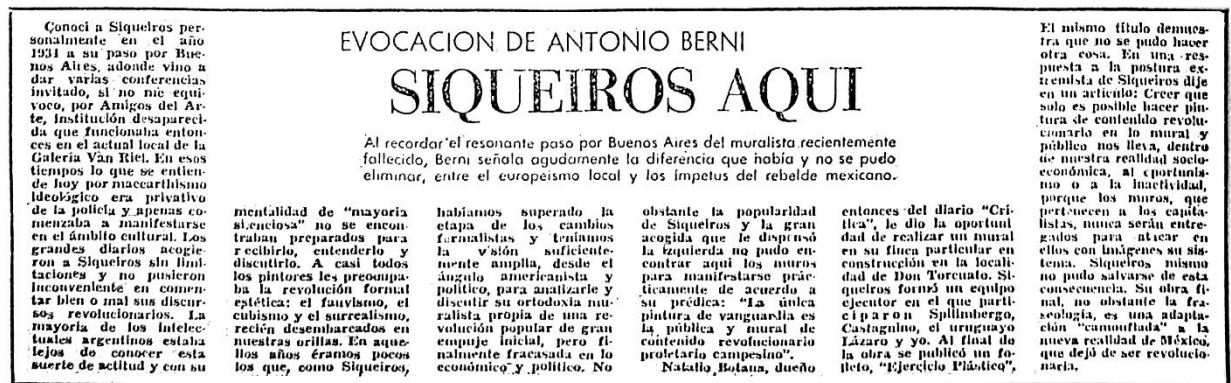 EVOCACION DE ANTONIO BERNI
SIQUEIROS AQUI
Al recordar el resonante paso por Buenos Aires del muralista recientemente
fallecido, Berni señala agudamente la diferencia que había y no se pudo
eliminar, entre el europeísmo local y los ímpetus del rebelde mexicano.
Conocí a Siqueiros per-
sonalmente en el año
1931 a su paso por Bue-
nos Aires, adonde vino a
dar varias conferencias
invitado, si no me equi-
voco, por Amigos del Ar-
te, Institución desapareci-
da que funcionaba enton-
ces en el actual local de la
Galería Van Riel. En esos
tiempos lo que se entien-
de hoy por maccarthismo
ideológico era privativo
de la policía y apenas co-
menzaba a manifestarse
en el ámbito cultural. Los
grandes diarios acogie-
ron a Siqueiros sin limi-
taciones y no pusieron
inconveniente en comen-
tar bien o mal sus discur-
sos revolucionarios. La
mayoría de los intelec-
tuales argentinos estaba
lejos de conocer esta
suerte de actitud y con su
mentalidad de "mayoría
silenciosa" no se encon-
traban preparados para
recibirlo, entenderlo y
discutirlo. A casi todos
los pintores les preocupa-
ba la revolución formal
estética: el fauvismo, el
cubismo y el surrealismo,
recién desembarcados en
nuestras orillas. En aque-
llos años éramos pocos
los que, como Siqueiros,
habíamos superado la
etapa de los cambios
formalistas y teníamos
la visión suficiente-
mente amplia, desde el
ángulo americanista y
político, para analizarle y
discutir su ortodoxia mu-
ralista propia de una re-
volución popular de gran
empuje inicial, pero fi-
nalmente fracasada en lo
económico y político. No
obstante la popularidad
de Siqueiros y la gran
acogida que le dispensó
la izquierda no pudo en-
contrar aquí los muros
para manifestarse prác-
ticamente de acuerdo a
su prédica: "La única
pintura de vanguardia es
la pública y mural de
contenido revolucionario
proletario campesino".
Natalio Botana, dueño
entonces del diario "Crí-
tica", le dio la oportuni-
dad de realizar un mural
en su finca particular en
construcción en la locali-
dad de Don Torcuato. Si-
queiros formó un equipo
ejecutor en el que parti-
ciparon Spilimbergo,
Castagnino, el uruguayo
Lázaro y yo. Al final de
la obra se publicó un fo-
lleto, "Ejercicio Plástico".
El mismo título demues-
tra que no se pudo hacer
otra cosa. En una res-
puesta a la postura ex-
tremista de Siqueiros dije
en un artículo: Creer que
solo es posible hacer pin-
tura de contenido revolu-
cionario en lo mural y
público nos lleva, dentro
de nuestra realidad socio-
económica, al oportunis-
mo o a la inactividad,
porque los muros, que
pertenecen a los capita-
listas, nunca serán entre-
gados para atacar en
ellos con imágenes su sis-
tema. Siqueiros mismo
no pudo salvarse de esta
consecuencia. Su obra fi-
nal, no obstante la fra-
seología, es una adapta-
ción "camouflada" a la
nueva realidad de México,
que dejó de ser revolucio-
naria.